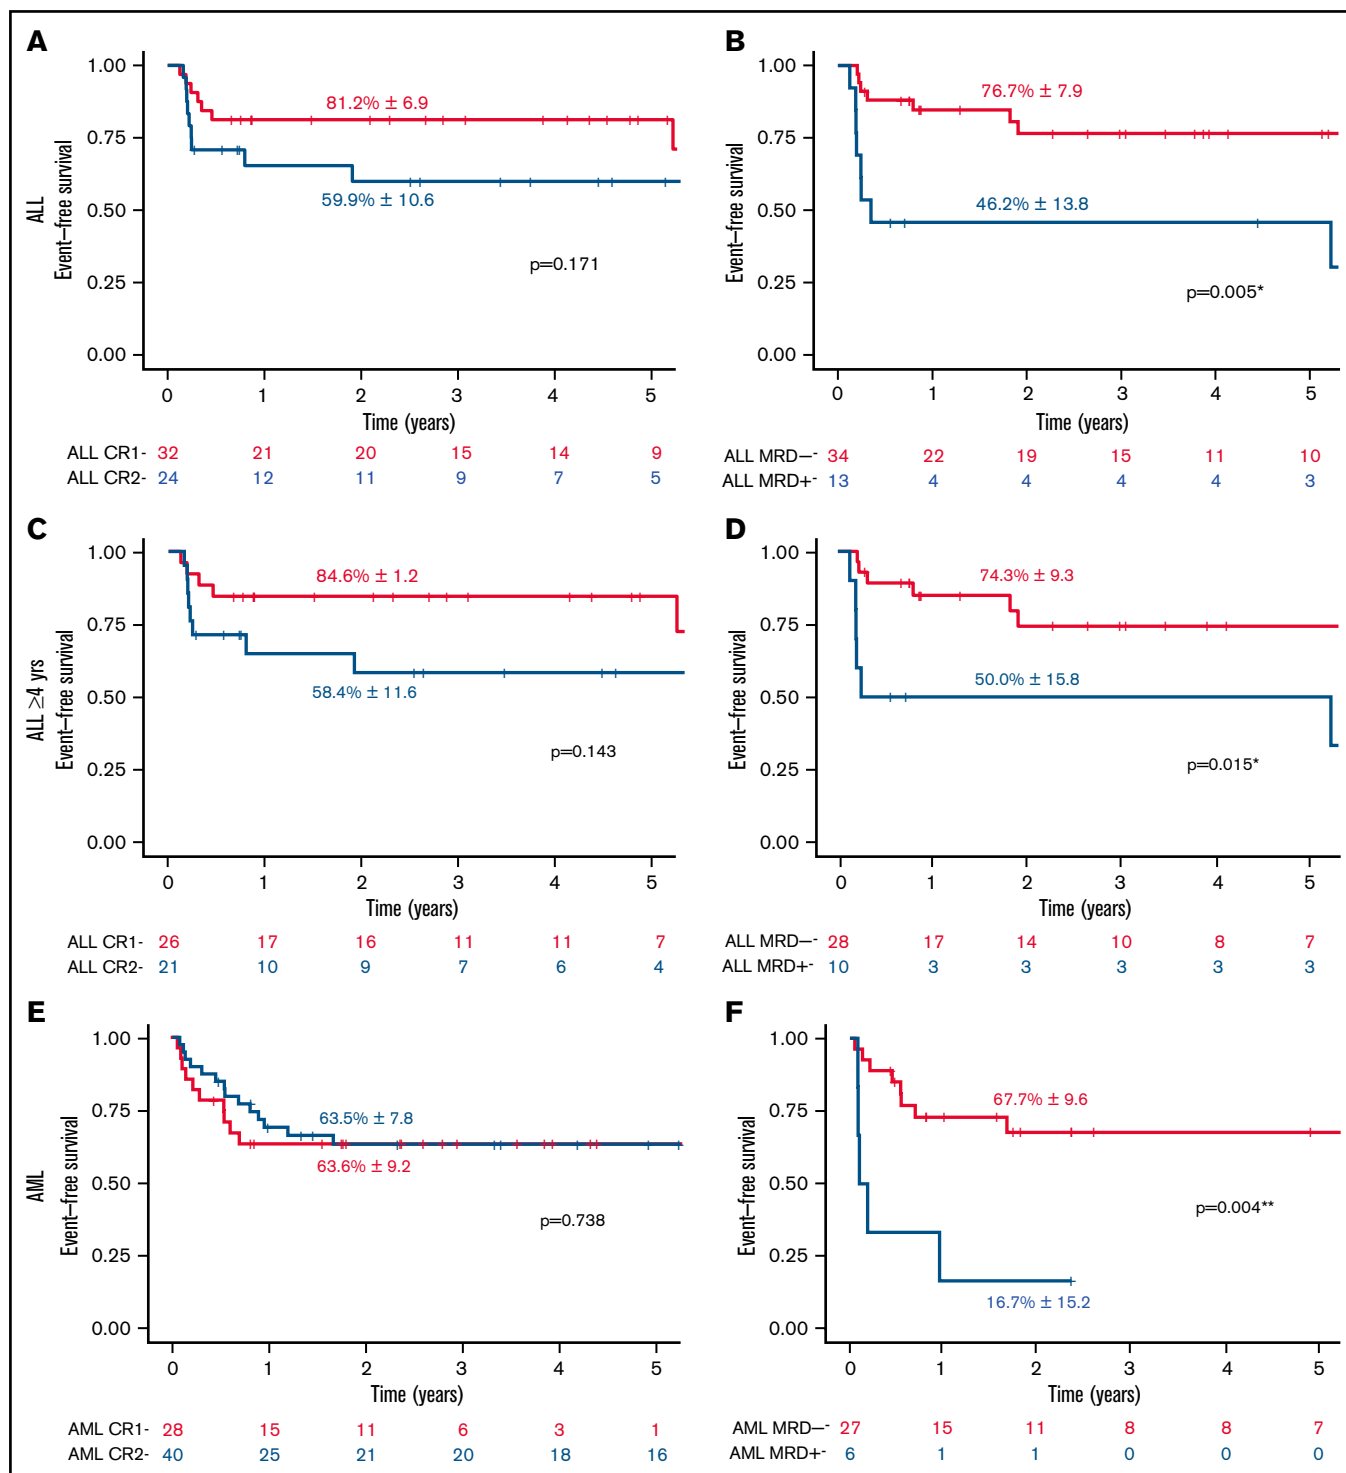 A
ALL
Event–free survival
1.00
0.75
0.50
0.25
0.00
81.2% ± 6.9
59.9% ± 10.6
p=0.171
0 1 2 3 4 5
Time (years)
ALL CR1- 32 21 20 15 14 9
ALL CR2- 24 12 11 9 7 5
B
Event–free survival
1.00
0.75
0.50
0.25
0.00
76.7% ± 7.9
46.2% ± 13.8
p=0.005*
0 1 2 3 4 5
Time (years)
ALL MRD–- 34 22 19 15 11 10
ALL MRD+- 13 4 4 4 4 3
C
ALL ≥4 yrs
Event–free survival
1.00
0.75
0.50
0.25
0.00
84.6% ± 1.2
58.4% ± 11.6
p=0.143
0 1 2 3 4 5
Time (years)
ALL CR1- 26 17 16 11 11 7
ALL CR2- 21 10 9 7 6 4
D
Event–free survival
1.00
0.75
0.50
0.25
0.00
74.3% ± 9.3
50.0% ± 15.8
p=0.015*
0 1 2 3 4 5
Time (years)
ALL MRD–- 28 17 14 10 8 7
ALL MRD+- 10 3 3 3 3 3
E
AML
Event–free survival
1.00
0.75
0.50
0.25
0.00
63.5% ± 7.8
63.6% ± 9.2
p=0.738
0 1 2 3 4 5
Time (years)
AML CR1- 28 15 11 6 3 1
AML CR2- 40 25 21 20 18 16
F
Event–free survival
1.00
0.75
0.50
0.25
0.00
67.7% ± 9.6
16.7% ± 15.2
p=0.004**
0 1 2 3 4 5
Time (years)
AML MRD–- 27 15 11 8 8 7
AML MRD+- 6 1 1 0 0 0